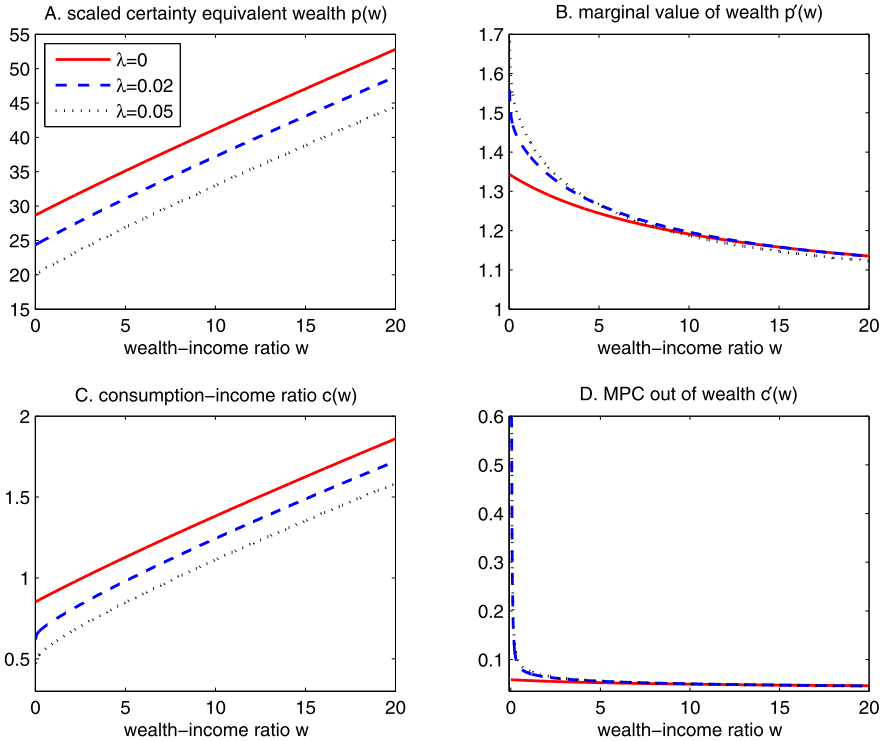 A. scaled certainty equivalent wealth p(w)
55
50
45
40
35
30
25
20
15
λ=0
λ=0.02
λ=0.05
0 5 10 15 20
wealth−income ratio w
B. marginal value of wealth p′(w)
1.7
1.6
1.5
1.4
1.3
1.2
1.1
1
0 5 10 15 20
wealth−income ratio w
C. consumption−income ratio c(w)
2
1.5
1
0.5
0 5 10 15 20
wealth−income ratio w
D. MPC out of wealth c′(w)
0.6
0.5
0.4
0.3
0.2
0.1
0 5 10 15 20
wealth−income ratio w